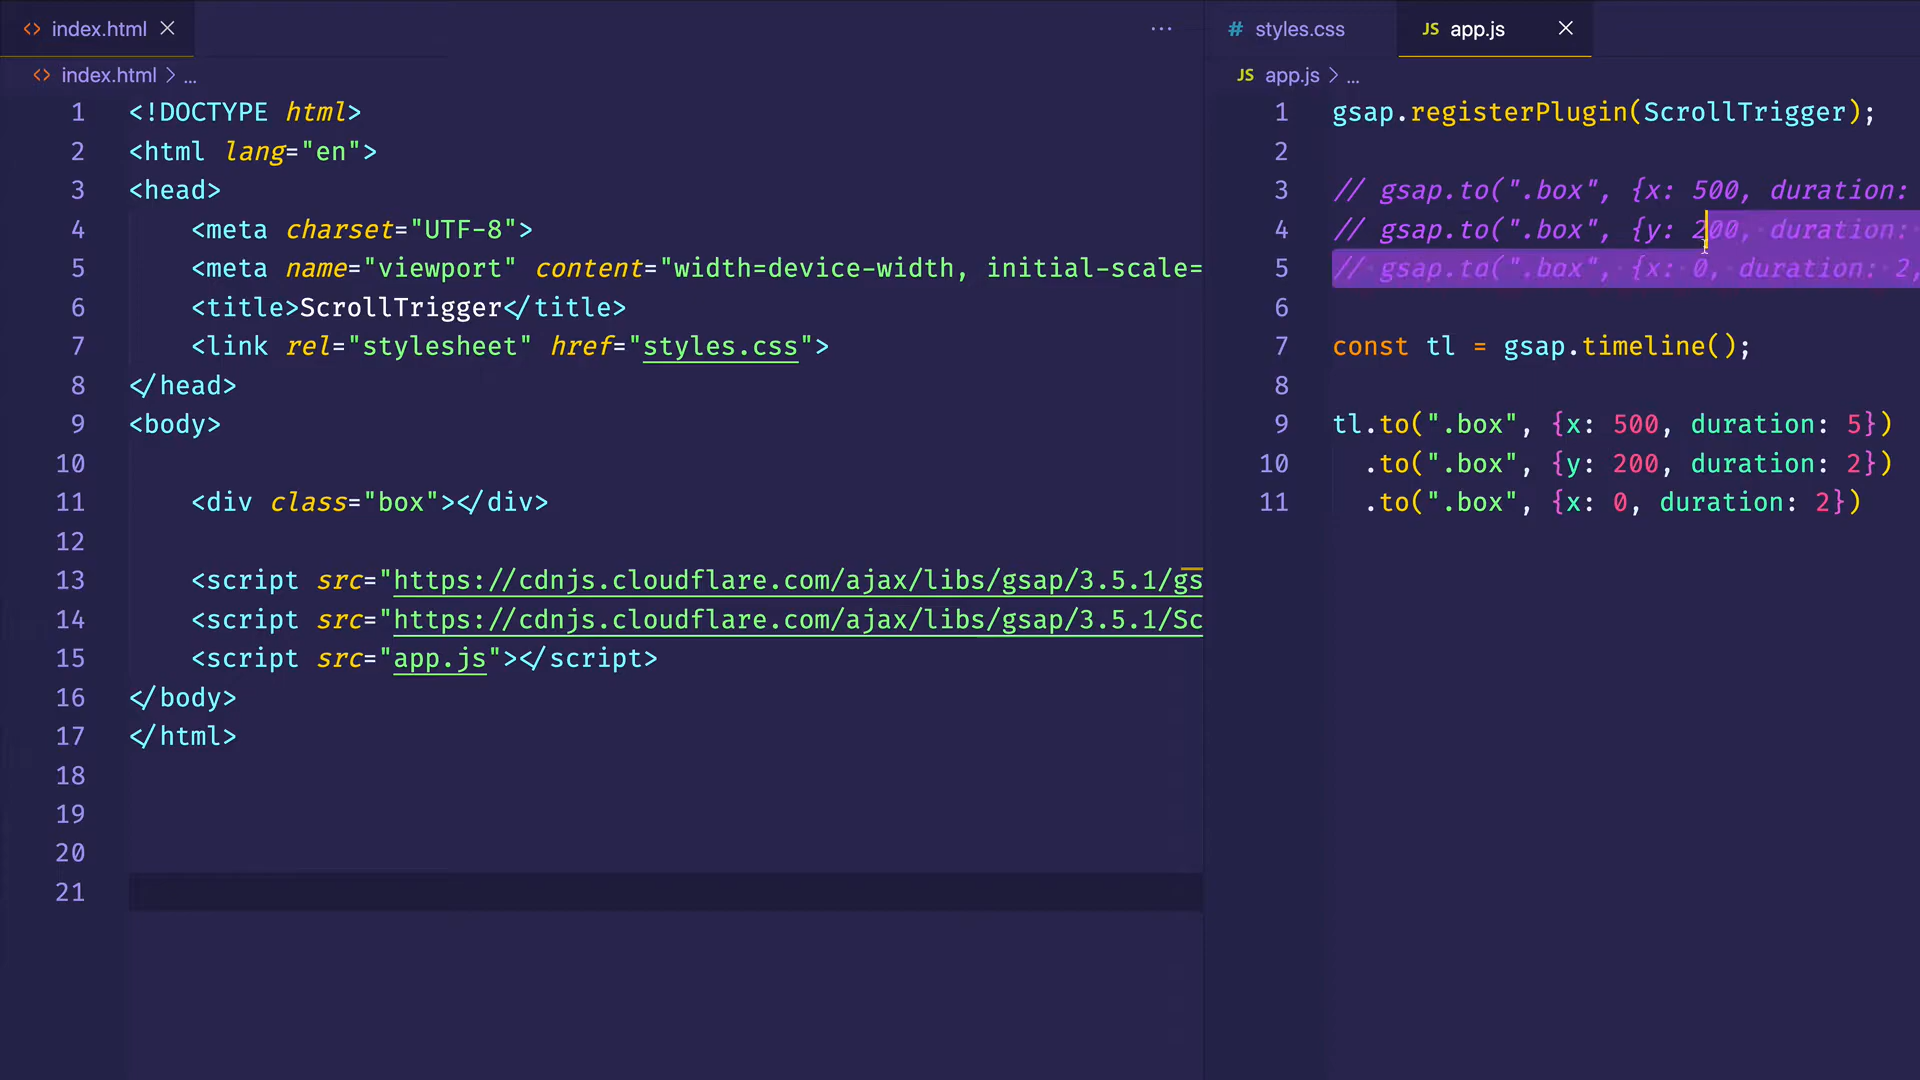 index.html
index.html > ...
1 <!DOCTYPE html>
2 <html lang="en">
3 <head>
4 <meta charset="UTF-8">
5 <meta name="viewport" content="width=device-width, initial-scale=
6 <title>ScrollTrigger</title>
7 <link rel="stylesheet" href="styles.css">
8 </head>
9 <body>
10
11 <div class="box"></div>
12
13 <script src="https://cdnjs.cloudflare.com/ajax/libs/gsap/3.5.1/gs
14 <script src="https://cdnjs.cloudflare.com/ajax/libs/gsap/3.5.1/Sc
15 <script src="app.js"></script>
16 </body>
17 </html>
18
19
20
21
# styles.css
JS app.js
JS app.js > ...
1 gsap.registerPlugin(ScrollTrigger);
2
3 // gsap.to(".box", {x: 500, duration:
4 // gsap.to(".box", {y: 200, duration:
5 // gsap.to(".box", {x: 0, duration: 2,
6
7 const tl = gsap.timeline();
8
9 tl.to(".box", {x: 500, duration: 5})
10 .to(".box", {y: 200, duration: 2})
11 .to(".box", {x: 0, duration: 2})